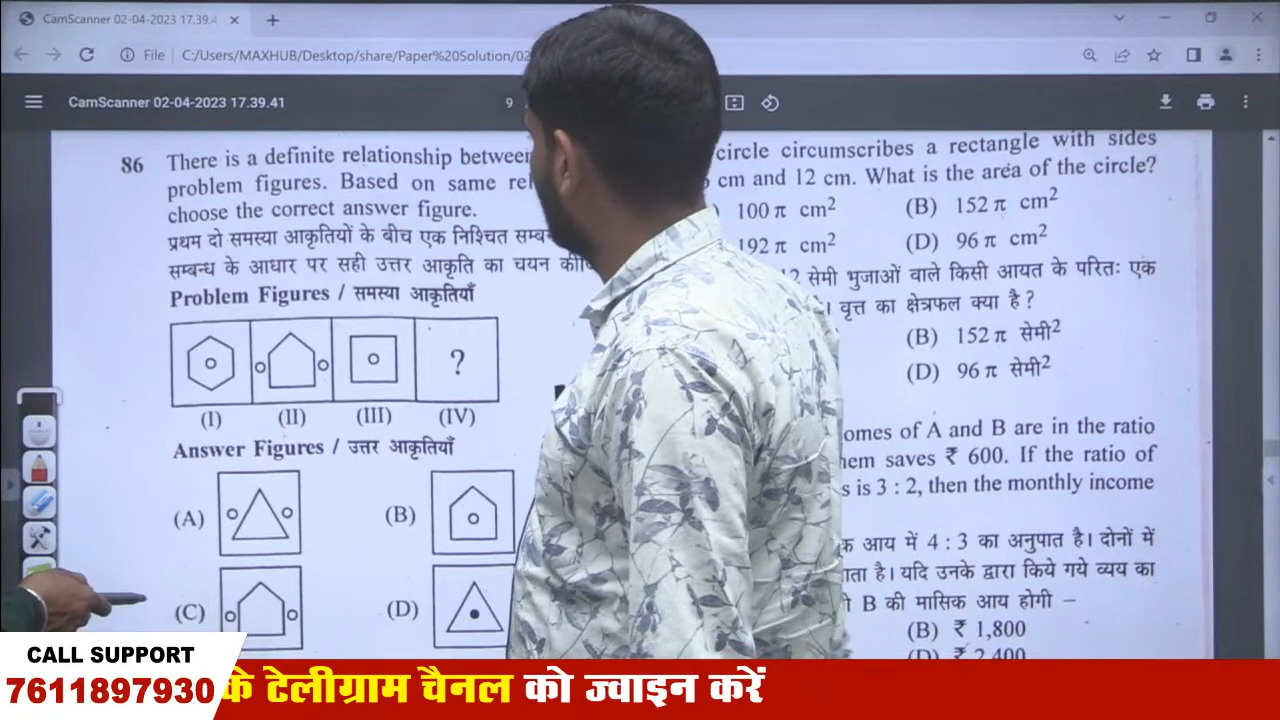 CamScanner 02-04-2023 17.39.4
File
C:/Users/MAXHUB/Desktop/share/Paper%20Solution/02
CamScanner 02-04-2023 17.39.41
9
86 There is a definite relationship between
problem figures. Based on same
choose the correct answer figure.
प्रथम दो समस्या आकृतियों के बीच एक निश्चित
सम्बन्ध के आधार पर सही उत्तर आकृति का चयन
Problem Figures / समस्या आकृतियाँ
?
(I) (II) (III) (IV)
Answer Figures / उत्तर आकृतियाँ
(A) (B)
(C) (D)
circle circumscribes a rectangle with sides
cm and 12 cm. What is the area of the circle?
100 π cm² (B) 152 π cm²
192 π cm² (D) 96 π cm²
सेमी भुजाओं वाले किसी आयत के परितः एक
वृत्त का क्षेत्रफल क्या है ?
(B) 152 π सेमी²
(D) 96 π सेमी²
of A and B are in the ratio
saves ₹ 600. If the ratio of
is 3 : 2, then the monthly income
आय में 4 : 3 का अनुपात है। दोनों में
है। यदि उनके द्वारा किये गये व्यय का
B की मासिक आय होगी –
(B) ₹ 1,800
(D) ₹ 2,400
CALL SUPPORT
7611897930
के टेलीग्राम चैनल को ज्वाइन करें